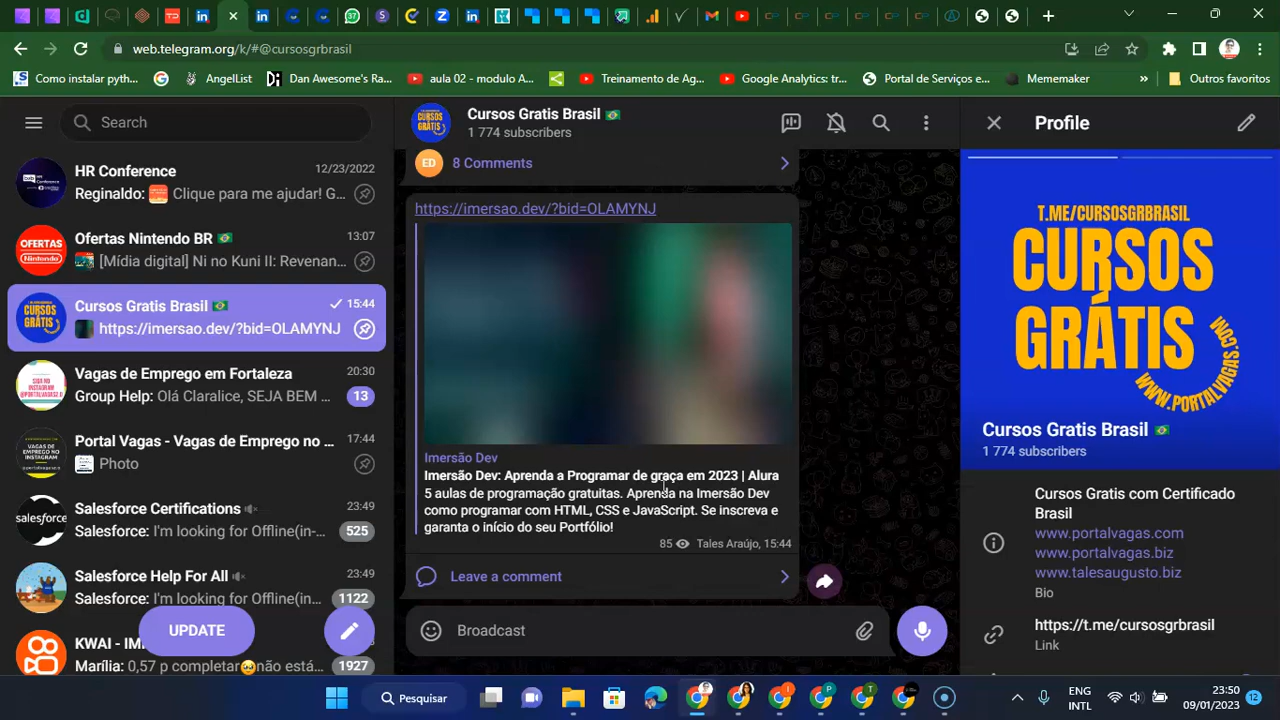 web.telegram.org/k/#@cursosgrbrasil
Como instalar pyth...
AngelList
Dan Awesome's Ra...
aula 02 - modulo A...
Treinamento de Ag...
Google Analytics: tr...
Portal de Serviços e...
Mememaker
»
Outros favoritos
Search
HR Conference
12/23/2022
Reginaldo: Clique para me ajudar! G...
OFERTAS
Nintendo
Ofertas Nintendo BR
13:07
[Mídia digital] Ni no Kuni II: Revenan...
CURSOS
GRÁTIS
Cursos Gratis Brasil
15:44
https://imersao.dev/?bid=OLAMYNJ
Vagas de Emprego em Fortaleza
20:30
Group Help: Olá Claralice, SEJA BEM ...
13
Portal Vagas - Vagas de Emprego no ...
17:44
Photo
salesforce
Salesforce Certifications
23:49
Salesforce: I'm looking for Offline(in-...
525
Salesforce Help For All
23:49
Salesforce: I'm looking for Offline(in-...
1122
UPDATE
KWAI - IM
Marília: 0,57 p completar não está...
1927
CURSOS
GRÁTIS
Cursos Gratis Brasil
1 774 subscribers
ED
8 Comments
https://imersao.dev/?bid=OLAMYNJ
Imersão Dev
Imersão Dev: Aprenda a Programar de graça em 2023 | Alura
5 aulas de programação gratuitas. Aprenda na Imersão Dev
como programar com HTML, CSS e JavaScript. Se inscreva e
garanta o início do seu Portfólio!
85 Tales Araújo, 15:44
Leave a comment
Broadcast
Profile
T.ME/CURSOSGRBRASIL
CURSOS
GRÁTIS
WWW.PORTALVAGAS.COM
Cursos Gratis Brasil
1 774 subscribers
Cursos Gratis com Certificado
Brasil
www.portalvagas.com
www.portalvagas.biz
www.talesaugusto.biz
Bio
https://t.me/cursosgrbrasil
Link
Pesquisar
ENG
INTL
23:50
09/01/2023
12